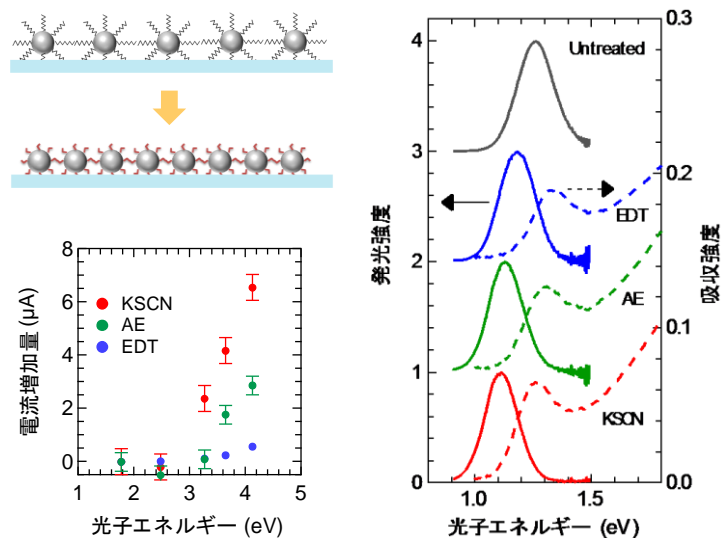 8
6
4
2
0
電流増加量 (μA)
KSCN
AE
EDT
1
2
3
4
5
光子エネルギー (eV)
4
3
2
1
0
発光強度
Untreated
EDT
AE
KSCN
0.3
0.2
0.1
0.0
吸収強度
1.0
1.5
光子エネルギー (eV)